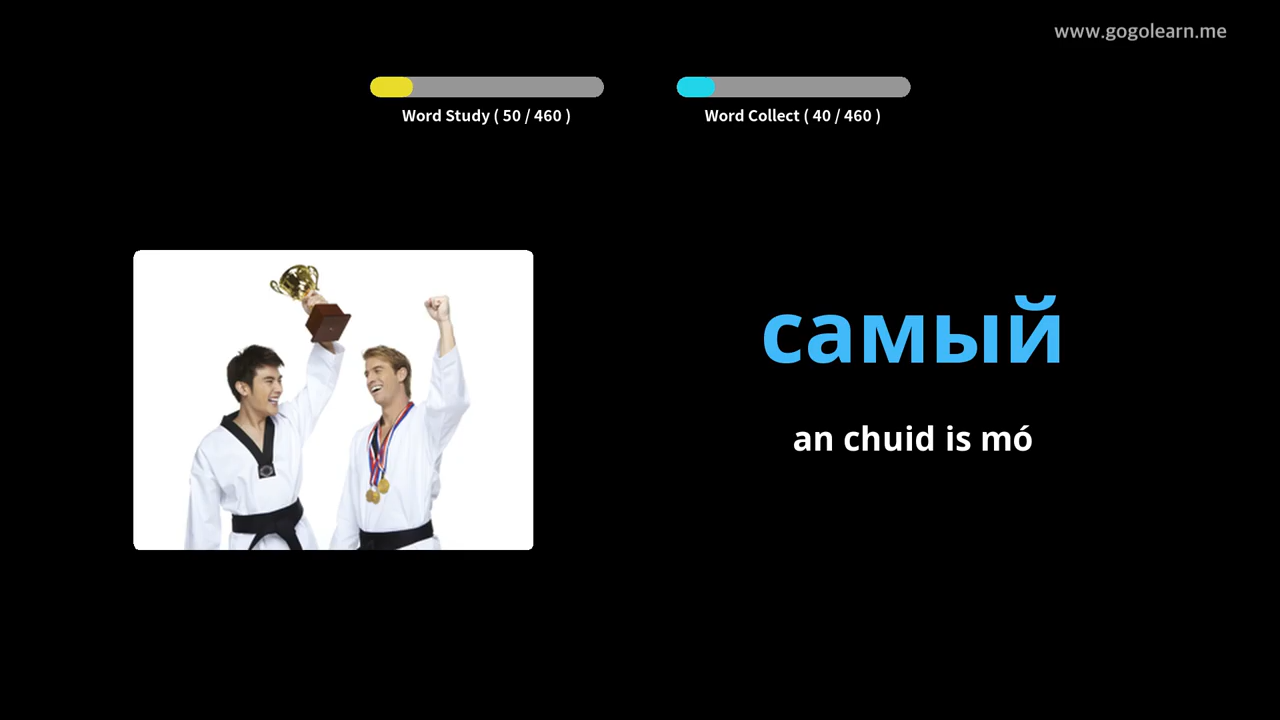 www.gogolearn.me
Word Study ( 50 / 460 )
Word Collect ( 40 / 460 )
самый
an chuid is mó